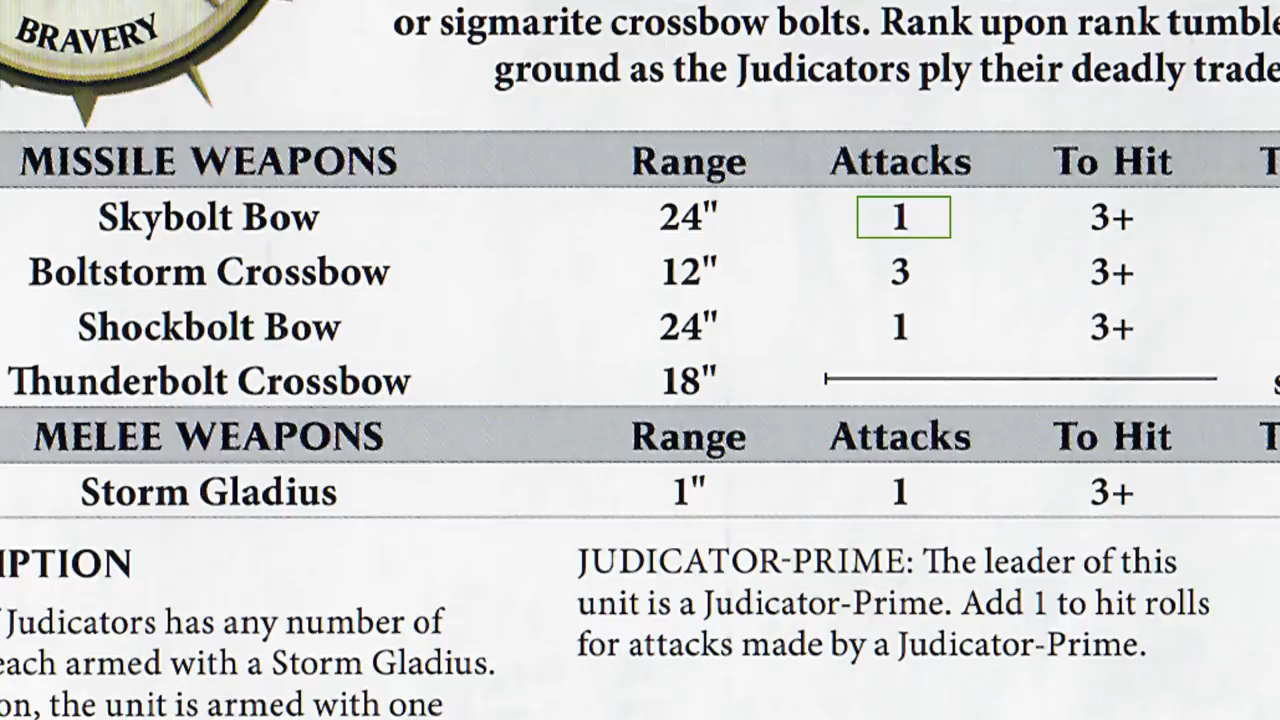 BRAVERY
or sigmarite crossbow bolts. Rank upon rank
ground as the Judicators ply their deadly trade
MISSILE WEAPONS Range Attacks To Hit
Skybolt Bow 24" 1 3+
Boltstorm Crossbow 12" 3 3+
Shockbolt Bow 24" 1 3+
Thunderbolt Crossbow 18"
MELEE WEAPONS Range Attacks To Hit
Storm Gladius 1" 1 3+
IPTION
Judicators has any number of
each armed with a Storm Gladius.
on, the unit is armed with one
JUDICATOR-PRIME: The leader of this
unit is a Judicator-Prime. Add 1 to hit rolls
for attacks made by a Judicator-Prime.